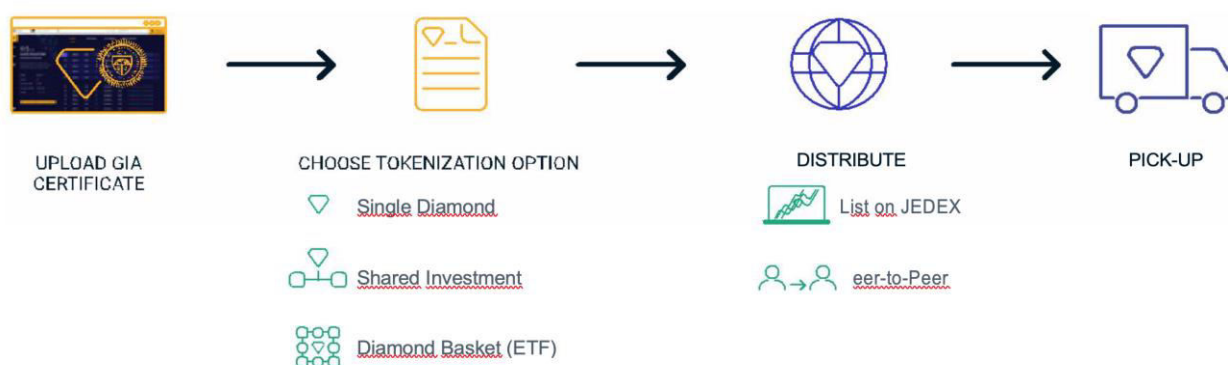 UPLOAD GIA
CERTIFICATE
CHOOSE TOKENIZATION OPTION
Single Diamond
Shared Investment
Diamond Basket (ETF)
DISTRIBUTE
List on JEDEX
eer-to-Peer
PICK-UP